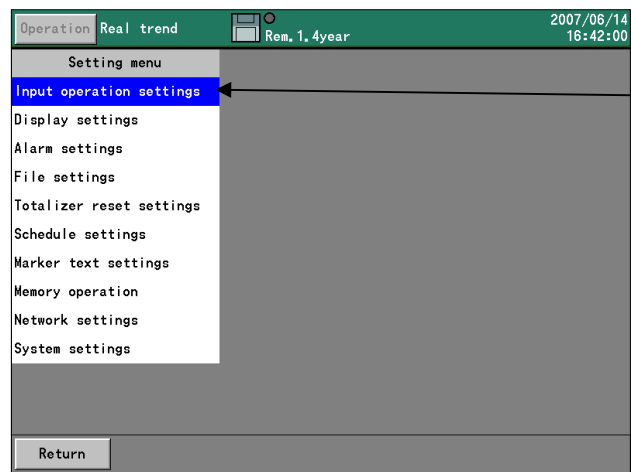 Operation Real trend Rem.1.4year 2007/06/14
16:42:00
Setting menu
Input operation settings
Display settings
Alarm settings
File settings
Totalizer reset settings
Schedule settings
Marker text settings
Memory operation
Network settings
System settings
Return